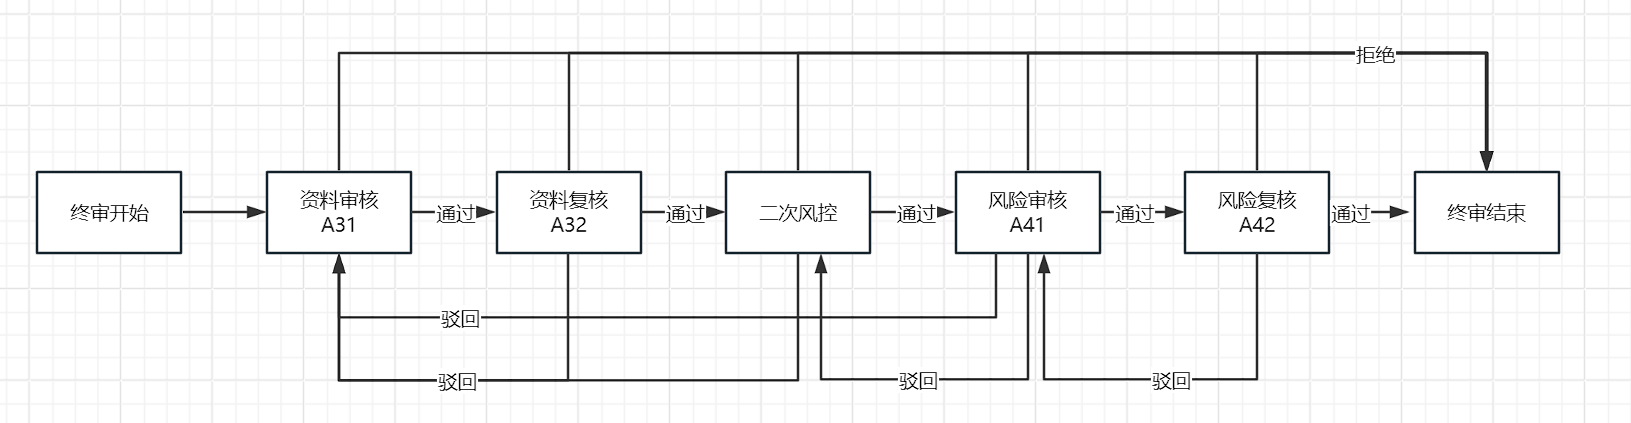 拒绝
终审开始
资料审核
A31
通过
资料复核
A32
通过
二次风控
通过
风险审核
A41
通过
风险复核
A42
通过
终审结束
驳回
驳回
驳回
驳回